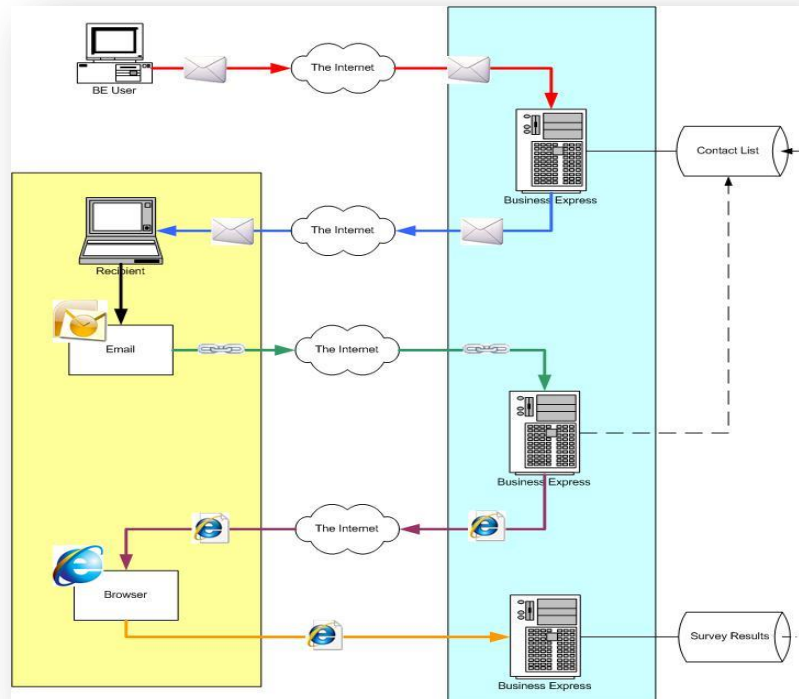 The Internet
BE User
Contact List
Business Express
The Internet
Recipient
The Internet
Email
Business Express
The Internet
Browser
Survey Results
Business Express